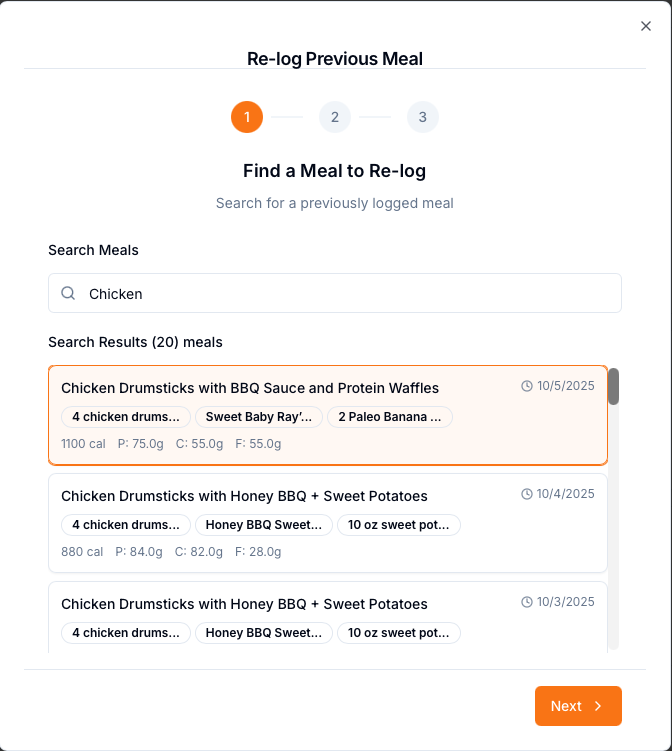 Re-log Previous Meal
1 2 3
Find a Meal to Re-log
Search for a previously logged meal
Search Meals
Chicken
Search Results (20) meals
Chicken Drumsticks with BBQ Sauce and Protein Waffles 10/5/2025
4 chicken drums... Sweet Baby Ray’... 2 Paleo Banana ...
1100 cal P: 75.0g C: 55.0g F: 55.0g
Chicken Drumsticks with Honey BBQ + Sweet Potatoes 10/4/2025
4 chicken drums... Honey BBQ Sweet... 10 oz sweet pot...
880 cal P: 84.0g C: 82.0g F: 28.0g
Chicken Drumsticks with Honey BBQ + Sweet Potatoes 10/3/2025
4 chicken drums... Honey BBQ Sweet... 10 oz sweet pot...
Next